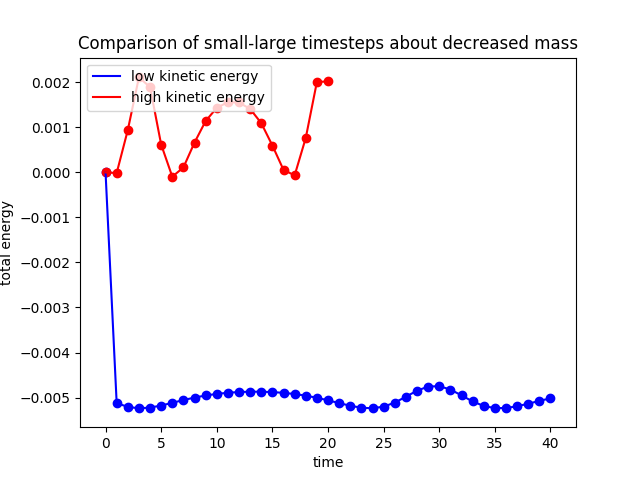 Comparison of small-large timesteps about decreased mass
low kinetic energy
high kinetic energy
0.002
0.001
0.000
−0.001
−0.002
−0.003
−0.004
−0.005
total energy
0 5 10 15 20 25 30 35 40
time